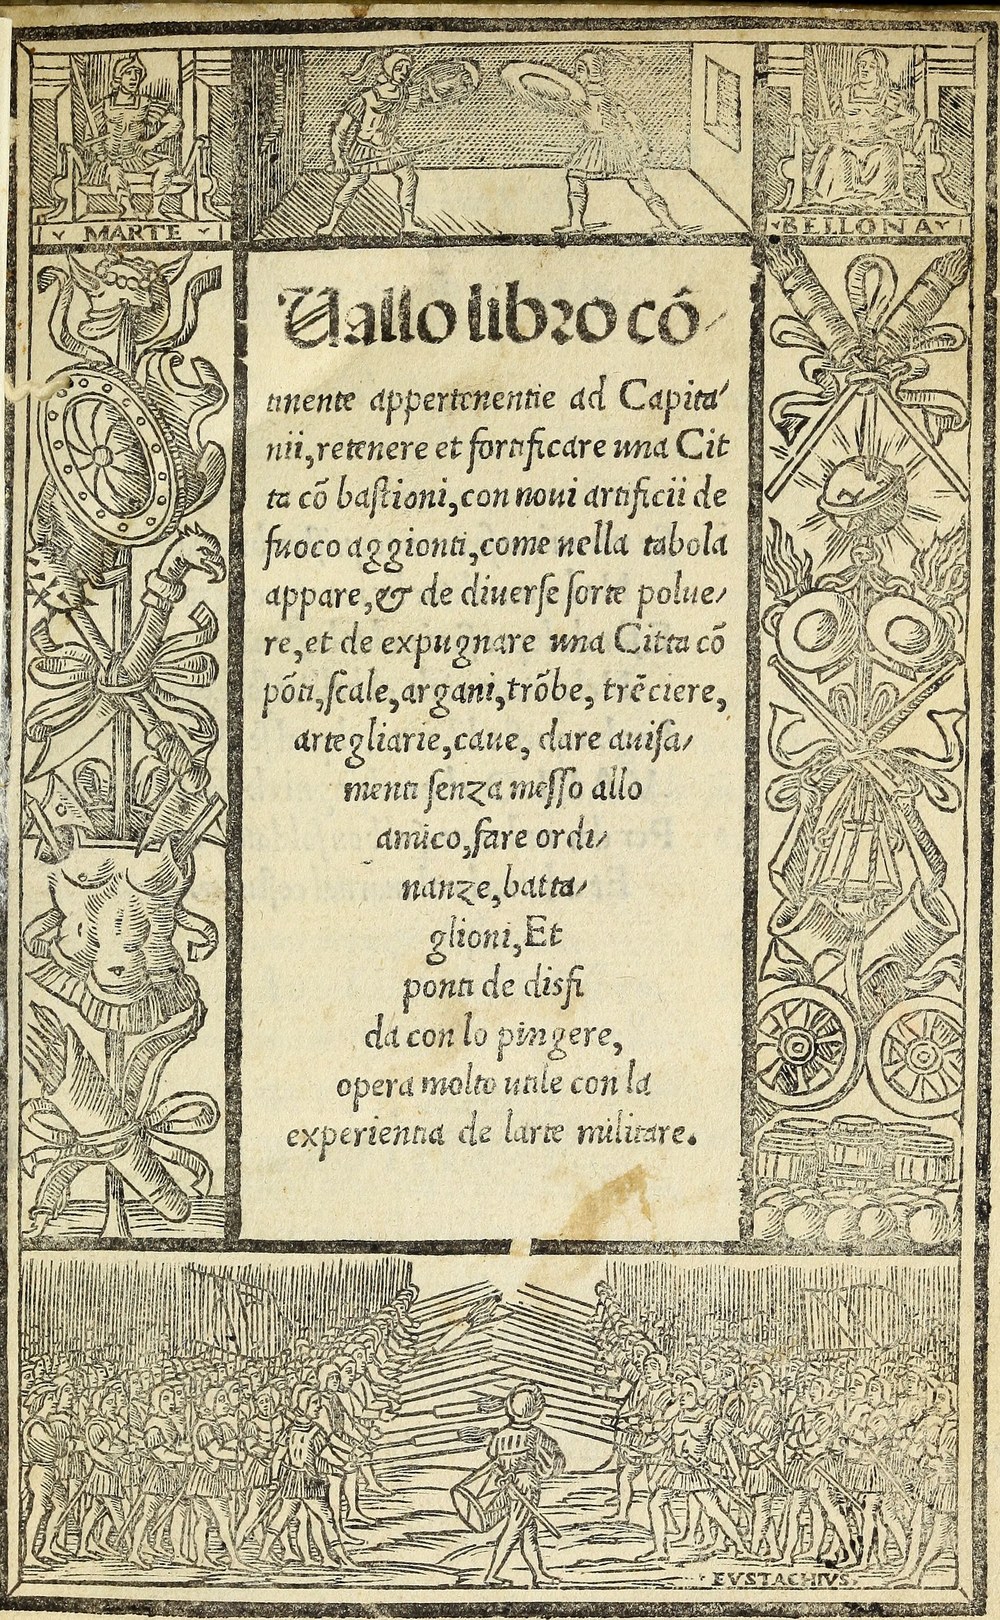 MARTE
BELLONA
Uallo libro cō/
tinente appertenentie ad Capita/
nii, retenere et fortificare una Cit
ta cō bastioni, con noui artificii de
fuoco aggionti, come nella tabola
appare, & de diuerse sorte polue/
re, et de expugnare una Citta cō
pōti, scale, argani, trōbe, trēciere,
artegliarie, caue, dare auisa/
menti senza messo allo
amico, fare ordi/
nanze, batta/
glioni, Et
ponti de disfi
da con lo pingere,
opera molto utile con la
experientia de larte militare.
EVSTACHIVS